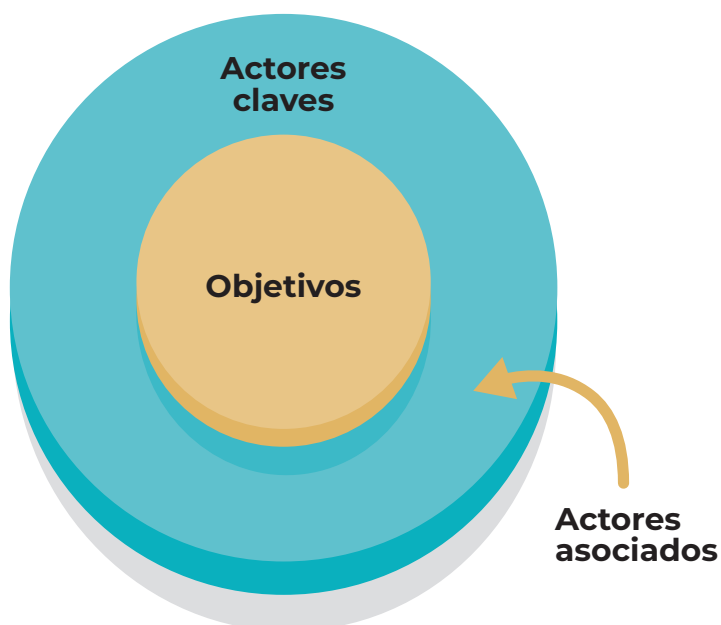 Actores
claves
Objetivos
Actores
asociados